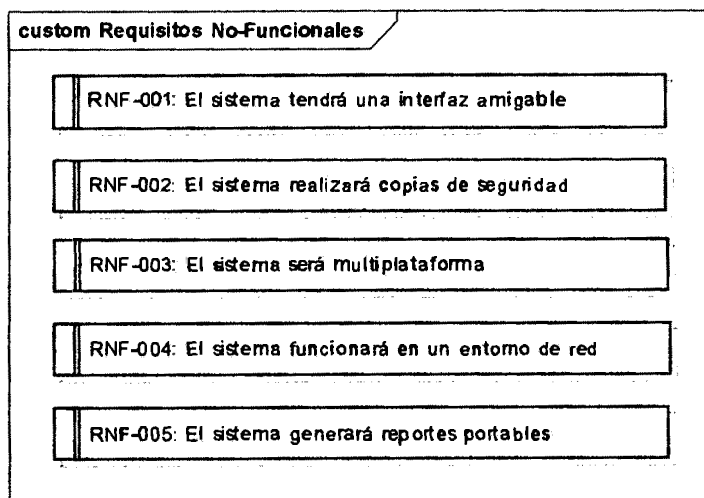 custom Requisitos No-Funcionales
RNF-001: El sistema tendrá una interfaz amigable
RNF-002: El sistema realizará copias de seguridad
RNF-003: El sistema será multiplataforma
RNF-004: El sistema funcionará en un entorno de red
RNF-005: El sistema generará reportes portables